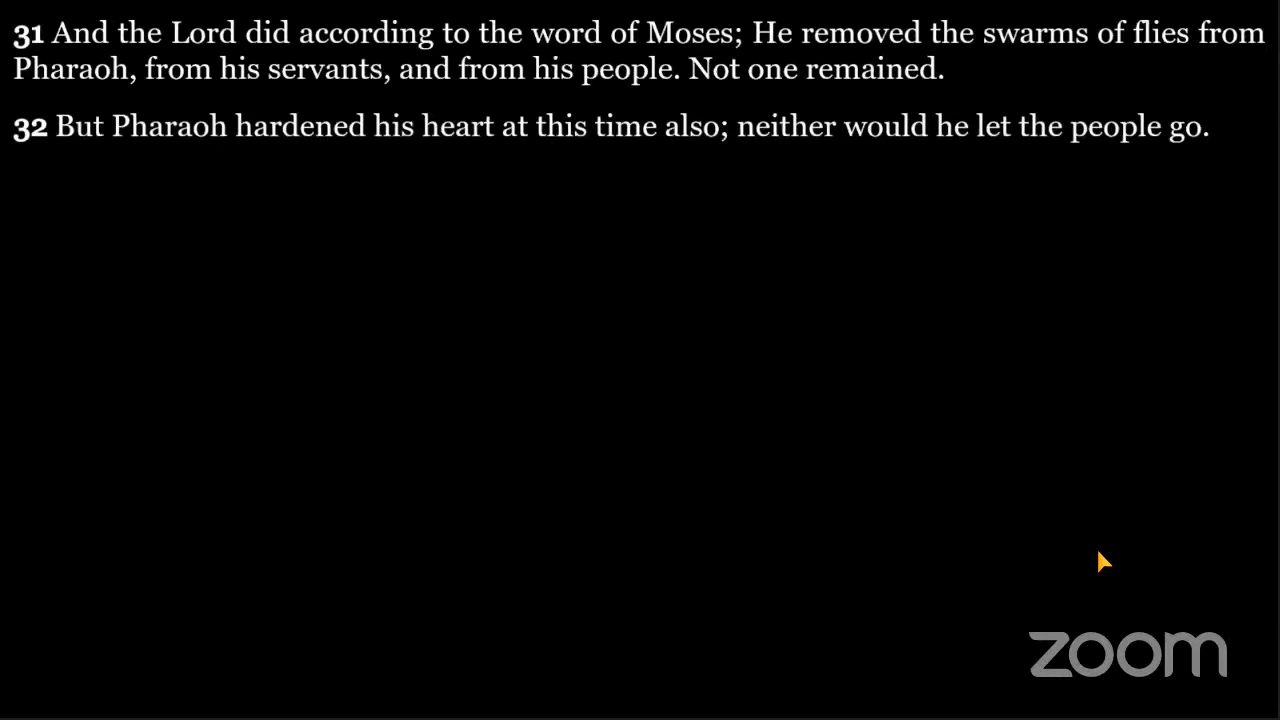 31 And the Lord did according to the word of Moses; He removed the swarms of flies from
Pharaoh, from his servants, and from his people. Not one remained.
32 But Pharaoh hardened his heart at this time also; neither would he let the people go.
zoom